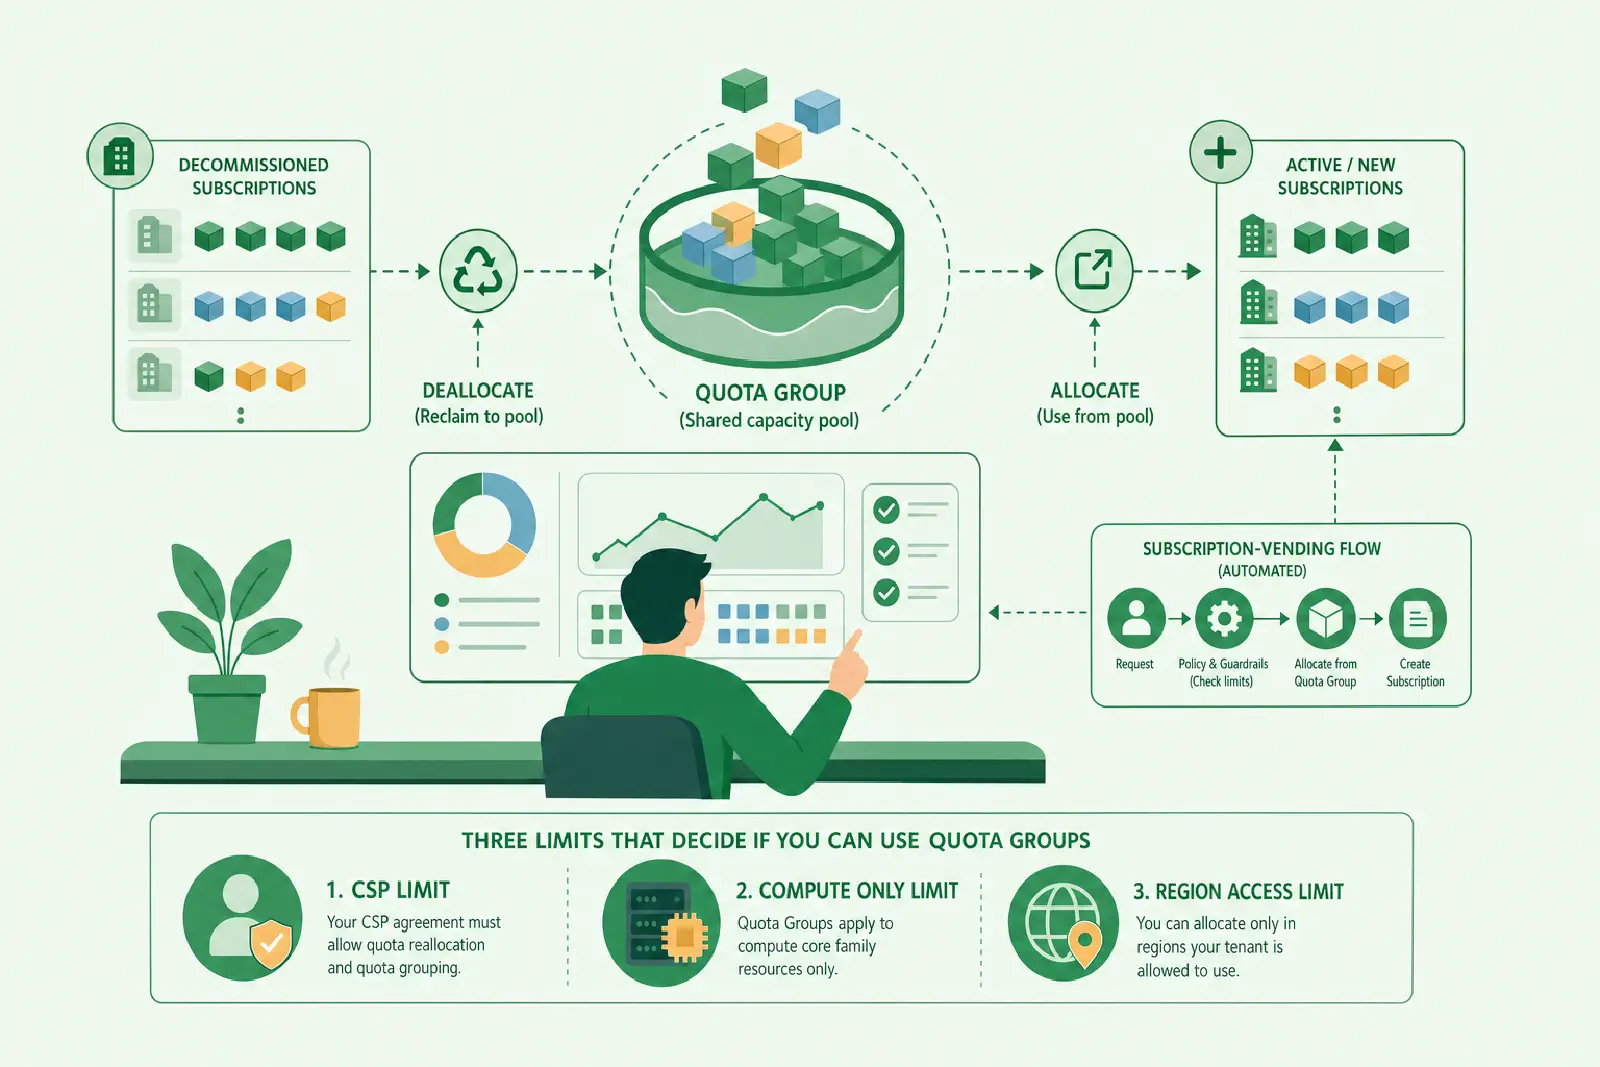 DECOMMISSIONED
SUBSCRIPTIONS
DEALLOCATE
(Reclaim to pool)
QUOTA GROUP
(Shared capacity pool)
ALLOCATE
(Use from pool)
ACTIVE / NEW
SUBSCRIPTIONS
SUBSCRIPTION-VENDING FLOW
(AUTOMATED)
Request
Policy & Guardrails
(Check limits)
Allocate from
Quota Group
Create
Subscription
THREE LIMITS THAT DECIDE IF YOU CAN USE QUOTA GROUPS
1. CSP LIMIT
Your CSP agreement must
allow quota reallocation
and quota grouping.
2. COMPUTE ONLY LIMIT
Quota Groups apply to
compute core family
resources only.
3. REGION ACCESS LIMIT
You can allocate only in
regions your tenant is
allowed to use.